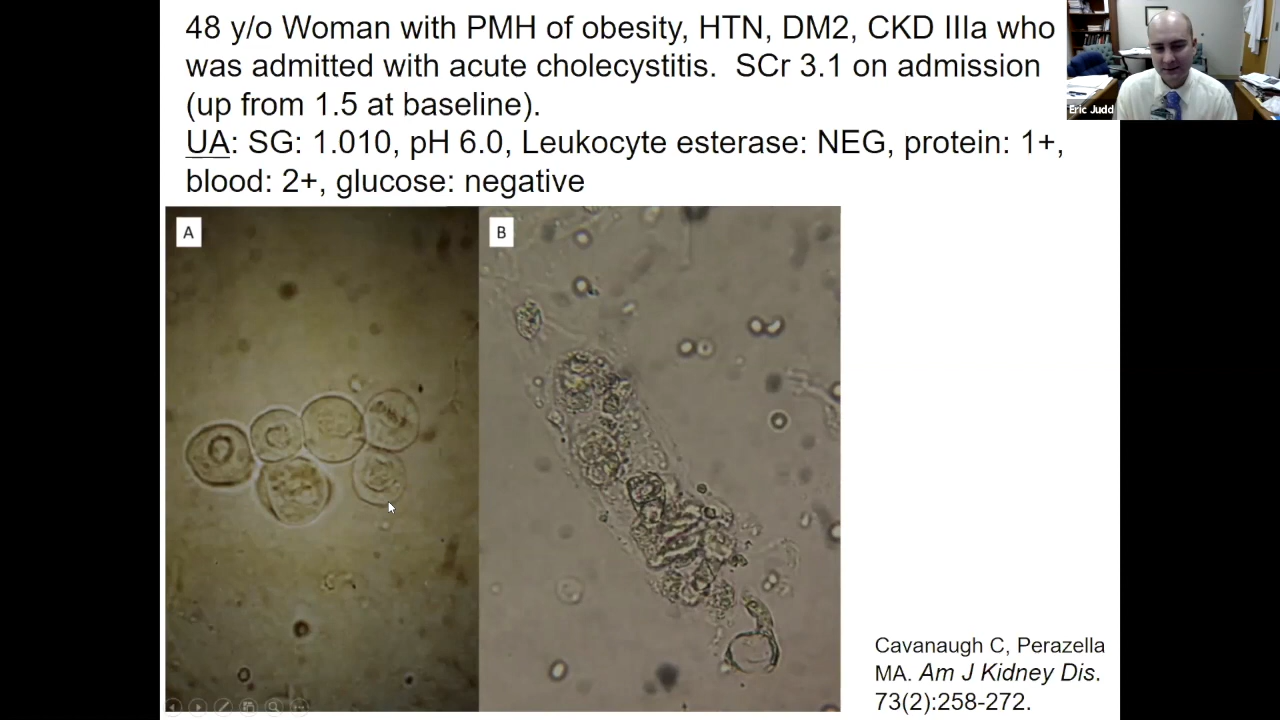 48 y/o Woman with PMH of obesity, HTN, DM2, CKD IIIa who
was admitted with acute cholecystitis.  SCr 3.1 on admission
(up from 1.5 at baseline).
UA: SG: 1.010, pH 6.0, Leukocyte esterase: NEG, protein: 1+,
blood: 2+, glucose: negative
Eric Judd
A
B
Cavanaugh C, Perazella
MA. Am J Kidney Dis.
73(2):258-272.